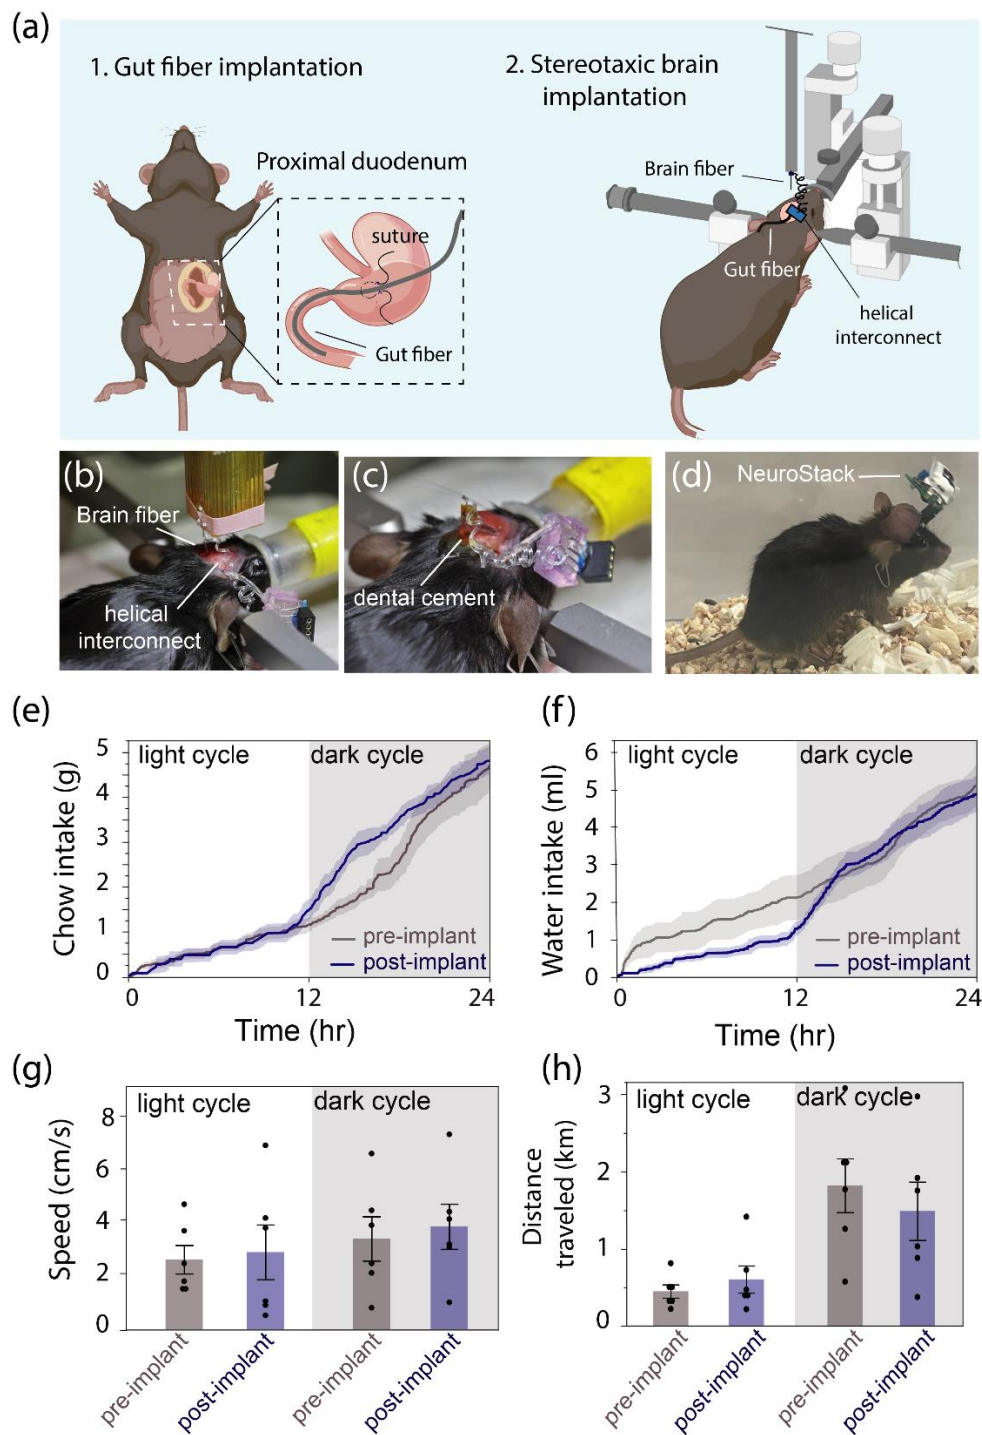 (a)
1. Gut fiber implantation
2. Stereotaxic brain
implantation
Proximal duodenum
suture
Gut fiber
Brain fiber
Gut fiber
helical
interconnect
(b)
Brain fiber
helical
interconnect
(c)
dental cement
(d)
NeuroStack
(e)
light cycle
dark cycle
Chow intake (g)
5
4
3
2
1
0
pre-implant
post-implant
0
12
24
Time (hr)
(f)
light cycle
dark cycle
Water intake (ml)
6
5
4
3
2
1
0
pre-implant
post-implant
0
12
24
Time (hr)
(g)
light cycle
dark cycle
Speed (cm/s)
8
6
4
2
0
pre-implant
post-implant
pre-implant
post-implant
(h)
light cycle
dark cycle
Distance
traveled (km)
3
2
1
0
pre-implant
post-implant
pre-implant
post-implant